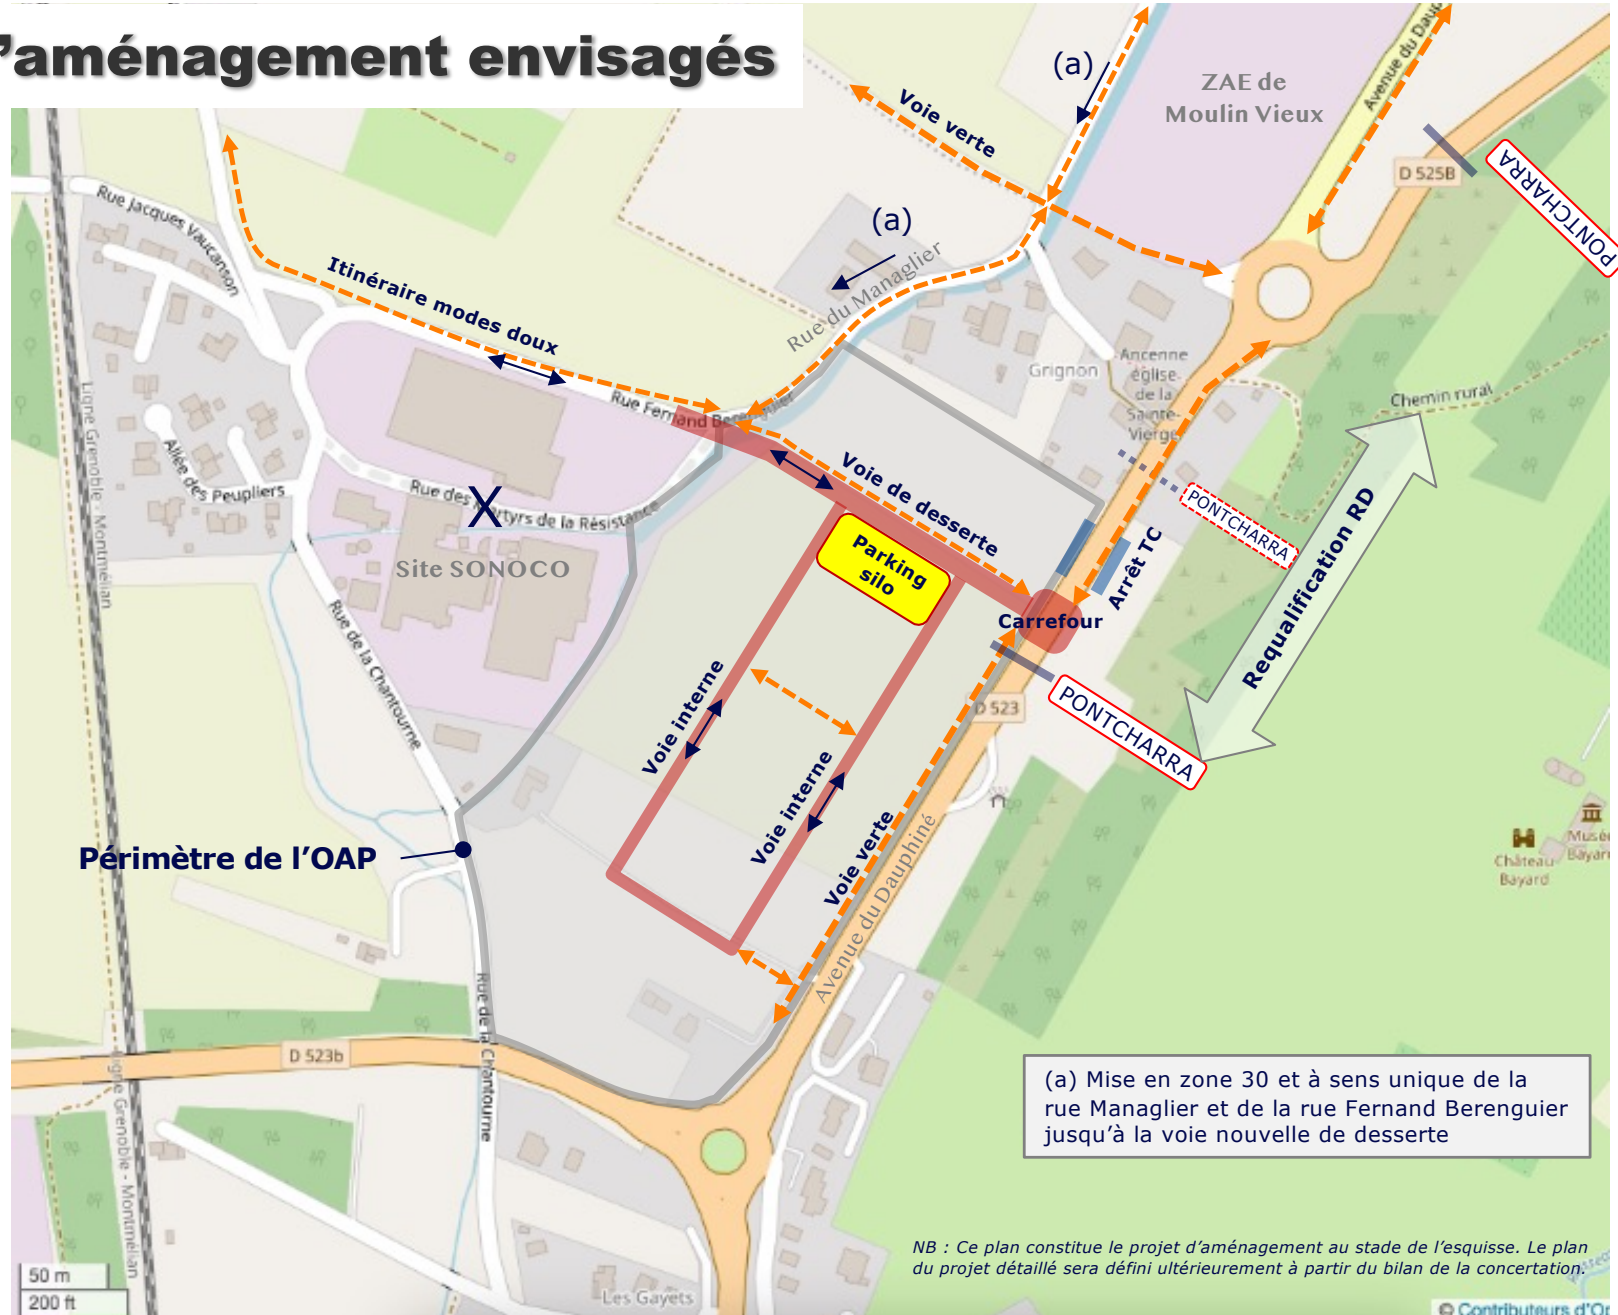 ’aménagement envisagés
(a)
ZAE de
Moulin Vieux
Avenue du Daup
Voie verte
D 525B
PONTCHARRA
Rue Jacques Vaucanson
(a)
Itinéraire modes doux
Rue du Managlier
Grignon
Ancenne
église
de la
Sainte-
Vierge
Chemin rural
Ligne Grenoble - Montmélian
Rue Fernand Berenguier
Voie de desserte
Allée des Peupliers
Rue des Martyrs de la Résistance
X
PONTCHARRA
Parking
silo
Arrêt TC
Requalification RD
Site SONOCO
Carrefour
Rue de la Chantourne
D 523
PONTCHARRA
Voie interne
Voie interne
Voie verte
Avenue du Dauphiné
Château
Bayard
Musée
Bayard
Périmètre de l’OAP
Rue de la Chantourne
D 523b
Ligne Grenoble - Montmélian
(a) Mise en zone 30 et à sens unique de la
rue Managlier et de la rue Fernand Berenguier
jusqu’à la voie nouvelle de desserte
NB : Ce plan constitue le projet d’aménagement au stade de l’esquisse. Le plan
du projet détaillé sera défini ultérieurement à partir du bilan de la concertation.
50 m
200 ft
Les Gayets
© Contributeurs d’O